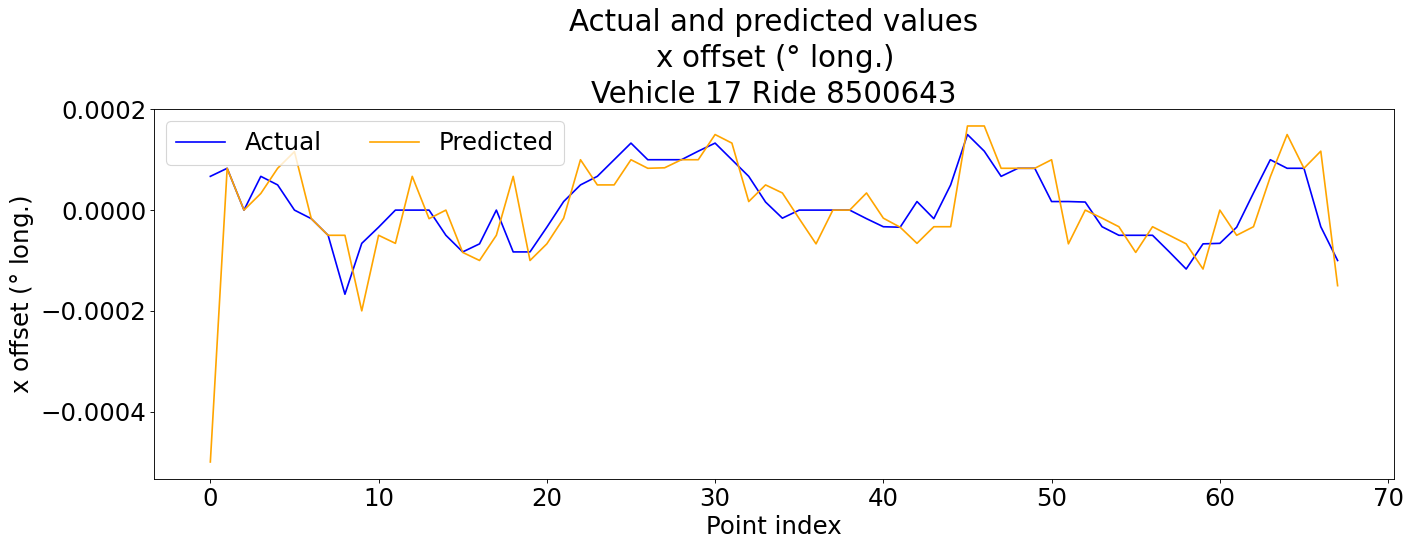 Actual and predicted values
x offset (° long.)
Vehicle 17 Ride 8500643
Actual
Predicted
x offset (° long.)
0.0002
0.0000
−0.0002
−0.0004
0 10 20 30 40 50 60 70
Point index